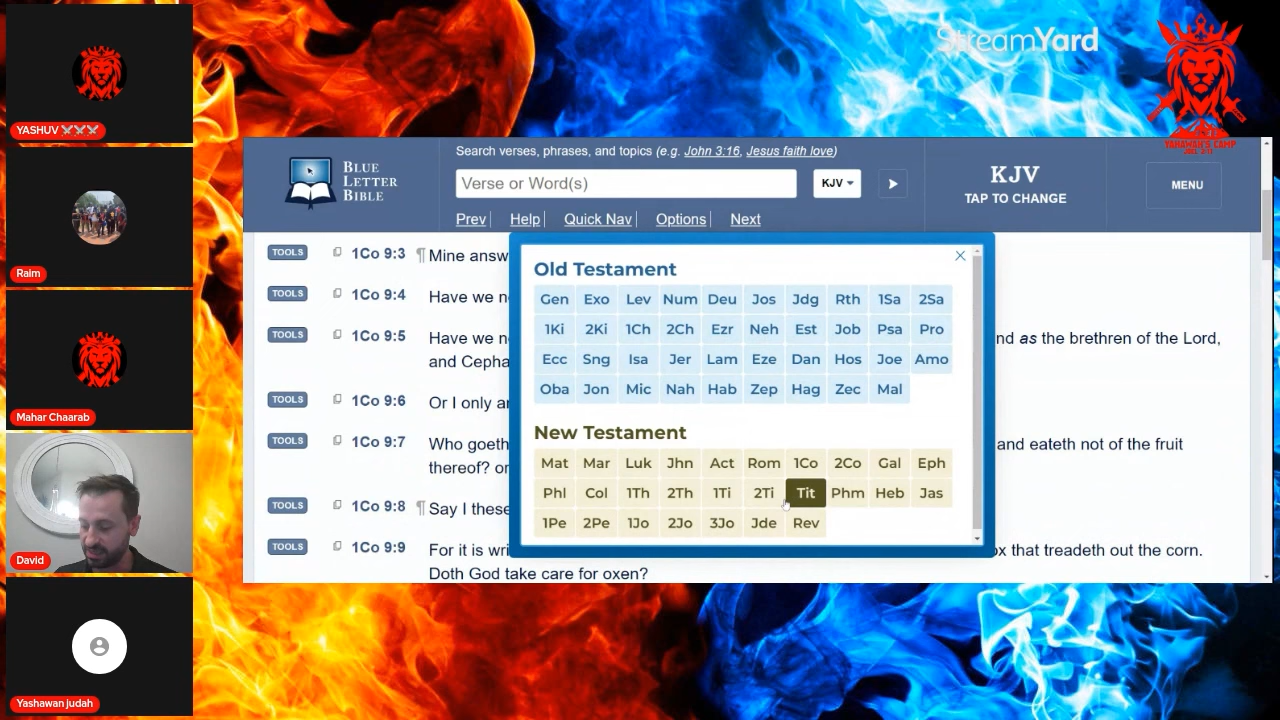 StreamYard
YAHAWAH'S CAMP
YASHUV ⚔⚔⚔
Raim
Mahar Chaarab
David
Yashawan judah
BLUE
LETTER
BIBLE
Search verses, phrases, and topics (e.g. John 3:16, Jesus faith love)
Verse or Word(s)
KJV
Prev
Help
Quick Nav
Options
Next
KJV
TAP TO CHANGE
MENU
TOOLS 1Co 9:3 ¶ Mine answ
TOOLS 1Co 9:4 Have we n
TOOLS 1Co 9:5 Have we n nd as the brethren of the Lord,
and Cepha
TOOLS 1Co 9:6 Or I only ar
TOOLS 1Co 9:7 Who goeth and eateth not of the fruit
thereof? or
TOOLS 1Co 9:8 ¶ Say I these
TOOLS 1Co 9:9 For it is wri ox that treadeth out the corn.
Doth God take care for oxen?
Old Testament
Gen Exo Lev Num Deu Jos Jdg Rth 1Sa 2Sa
1Ki 2Ki 1Ch 2Ch Ezr Neh Est Job Psa Pro
Ecc Sng Isa Jer Lam Eze Dan Hos Joe Amo
Oba Jon Mic Nah Hab Zep Hag Zec Mal
New Testament
Mat Mar Luk Jhn Act Rom 1Co 2Co Gal Eph
Phl Col 1Th 2Th 1Ti 2Ti Tit Phm Heb Jas
1Pe 2Pe 1Jo 2Jo 3Jo Jde Rev